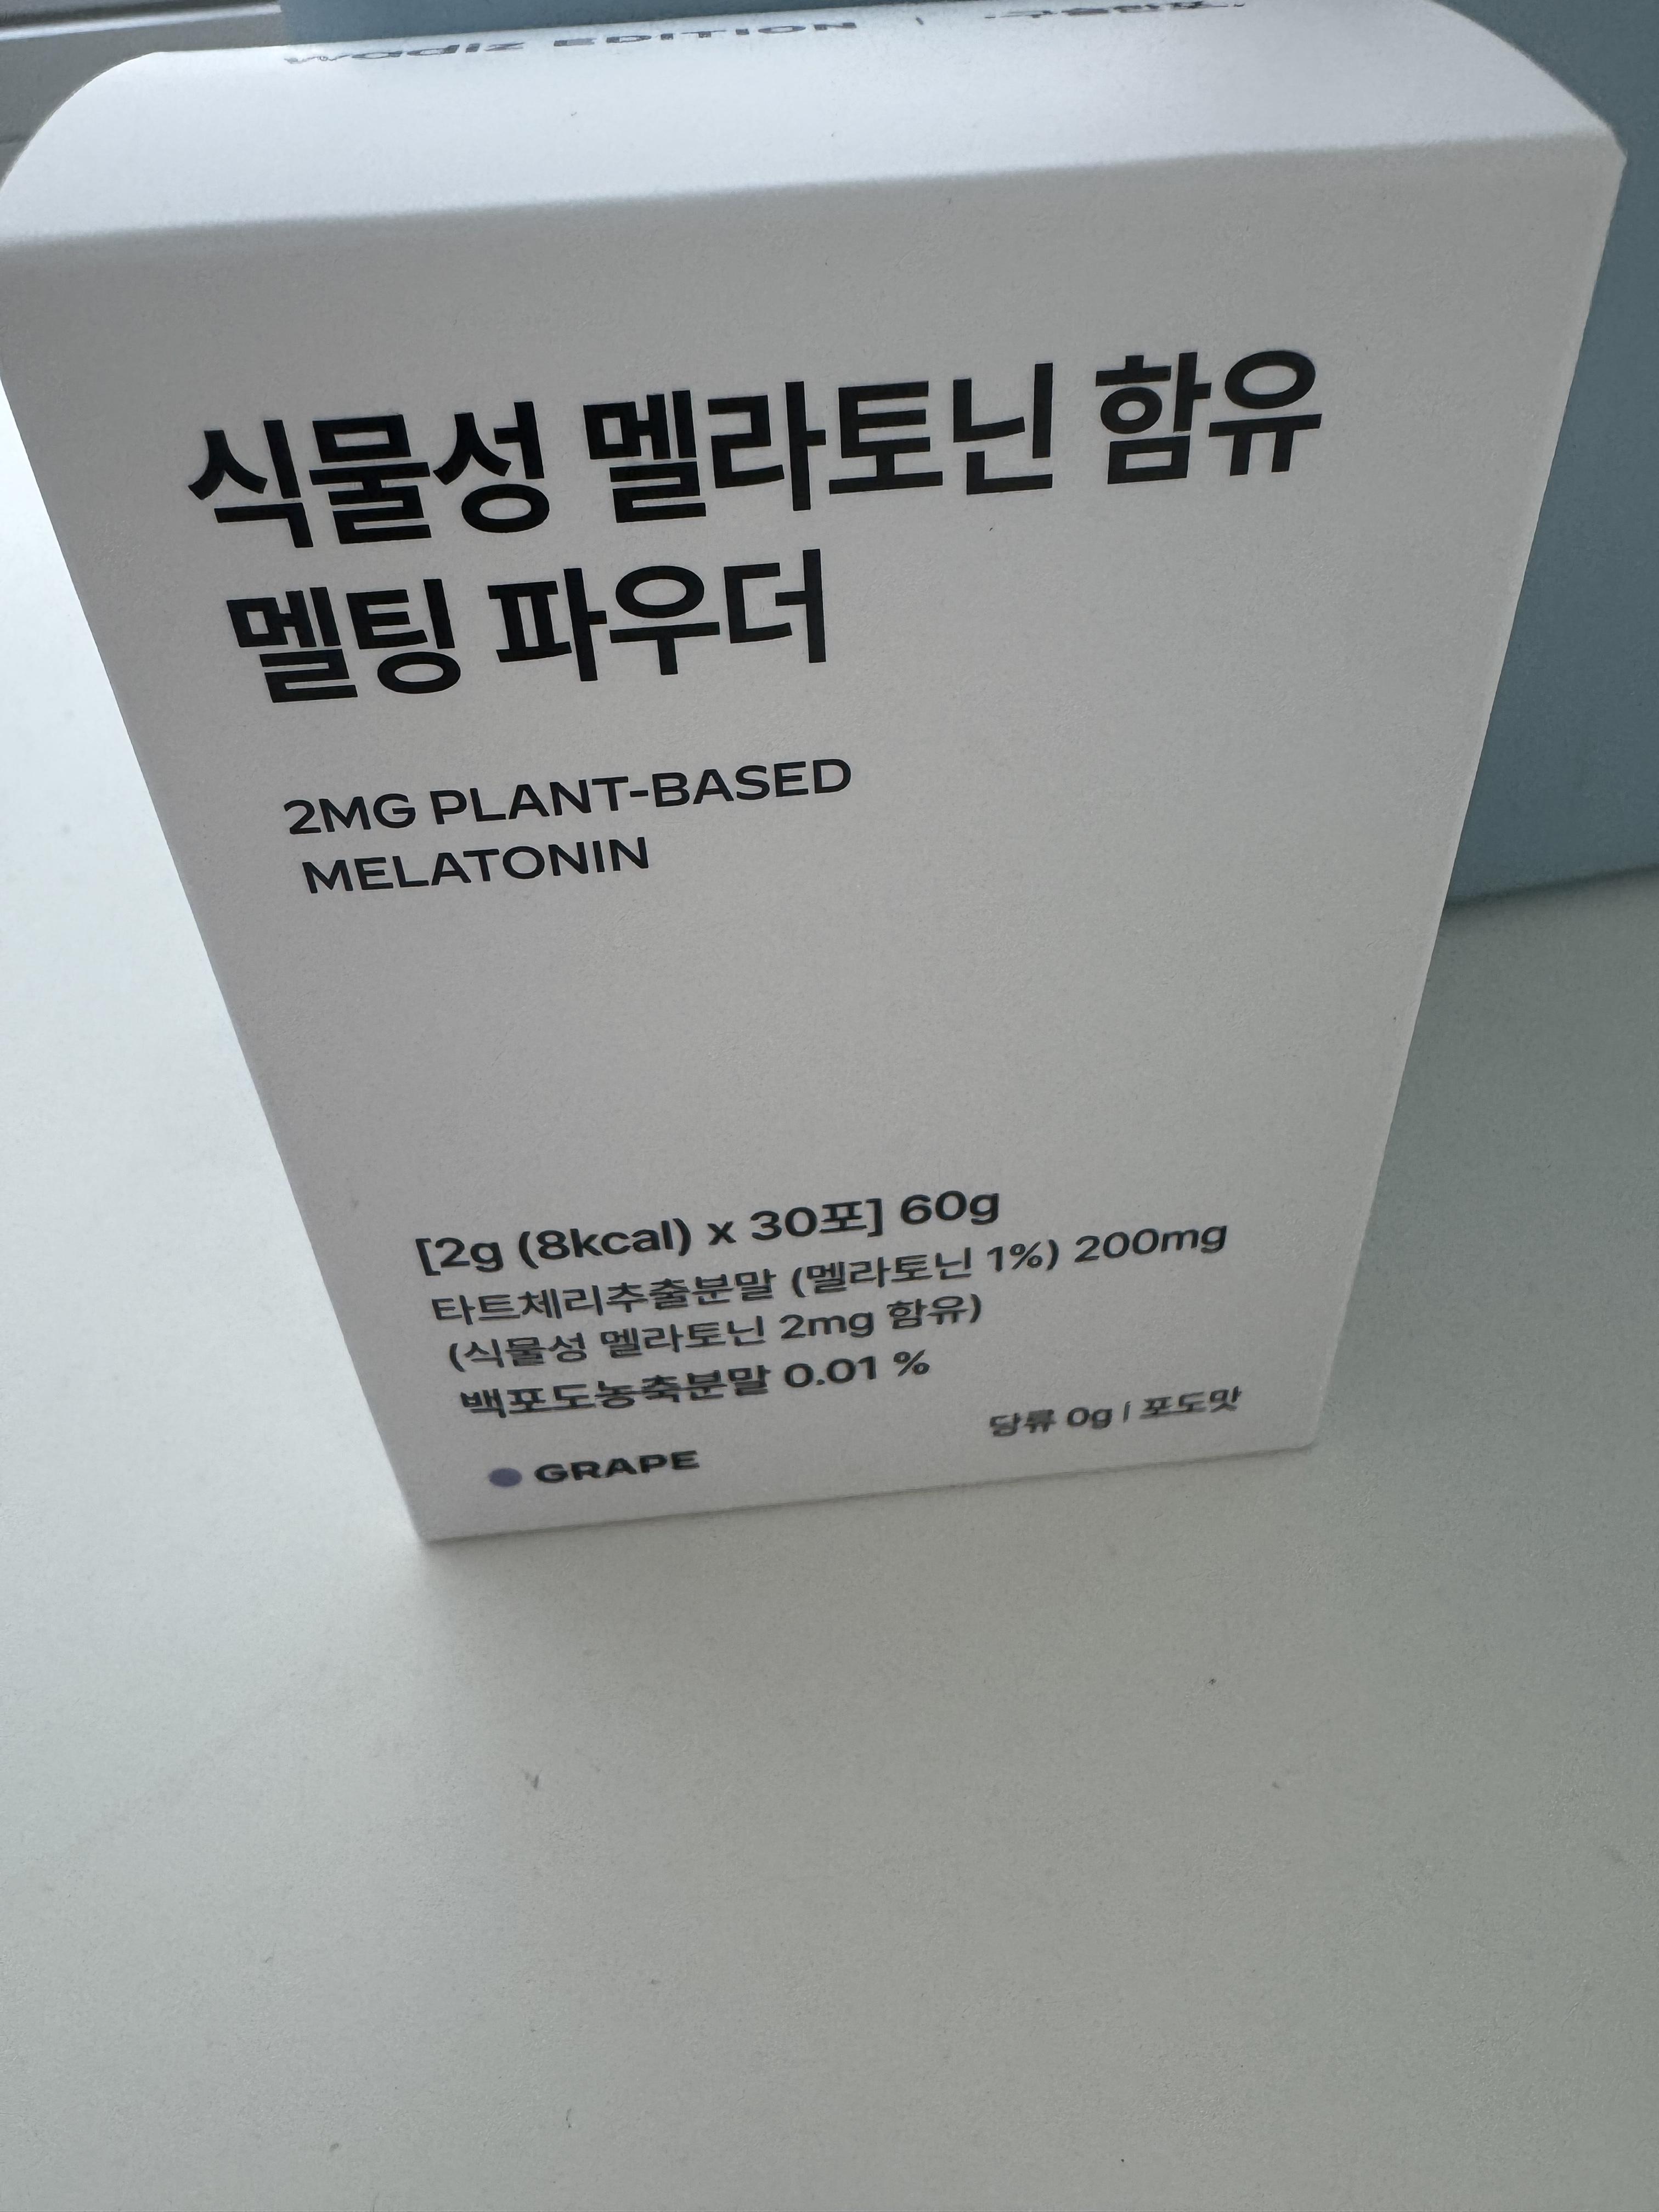 wadiz EDITION |
식물성 멜라토닌 함유
멜팅 파우더
2MG PLANT-BASED
MELATONIN
[2g (8kcal) x 30포] 60g
타트체리추출분말 (멜라토닌 1%) 200mg
(식물성 멜라토닌 2mg 함유)
백포도농축분말 0.01 %
당류 0g | 포도맛
GRAPE